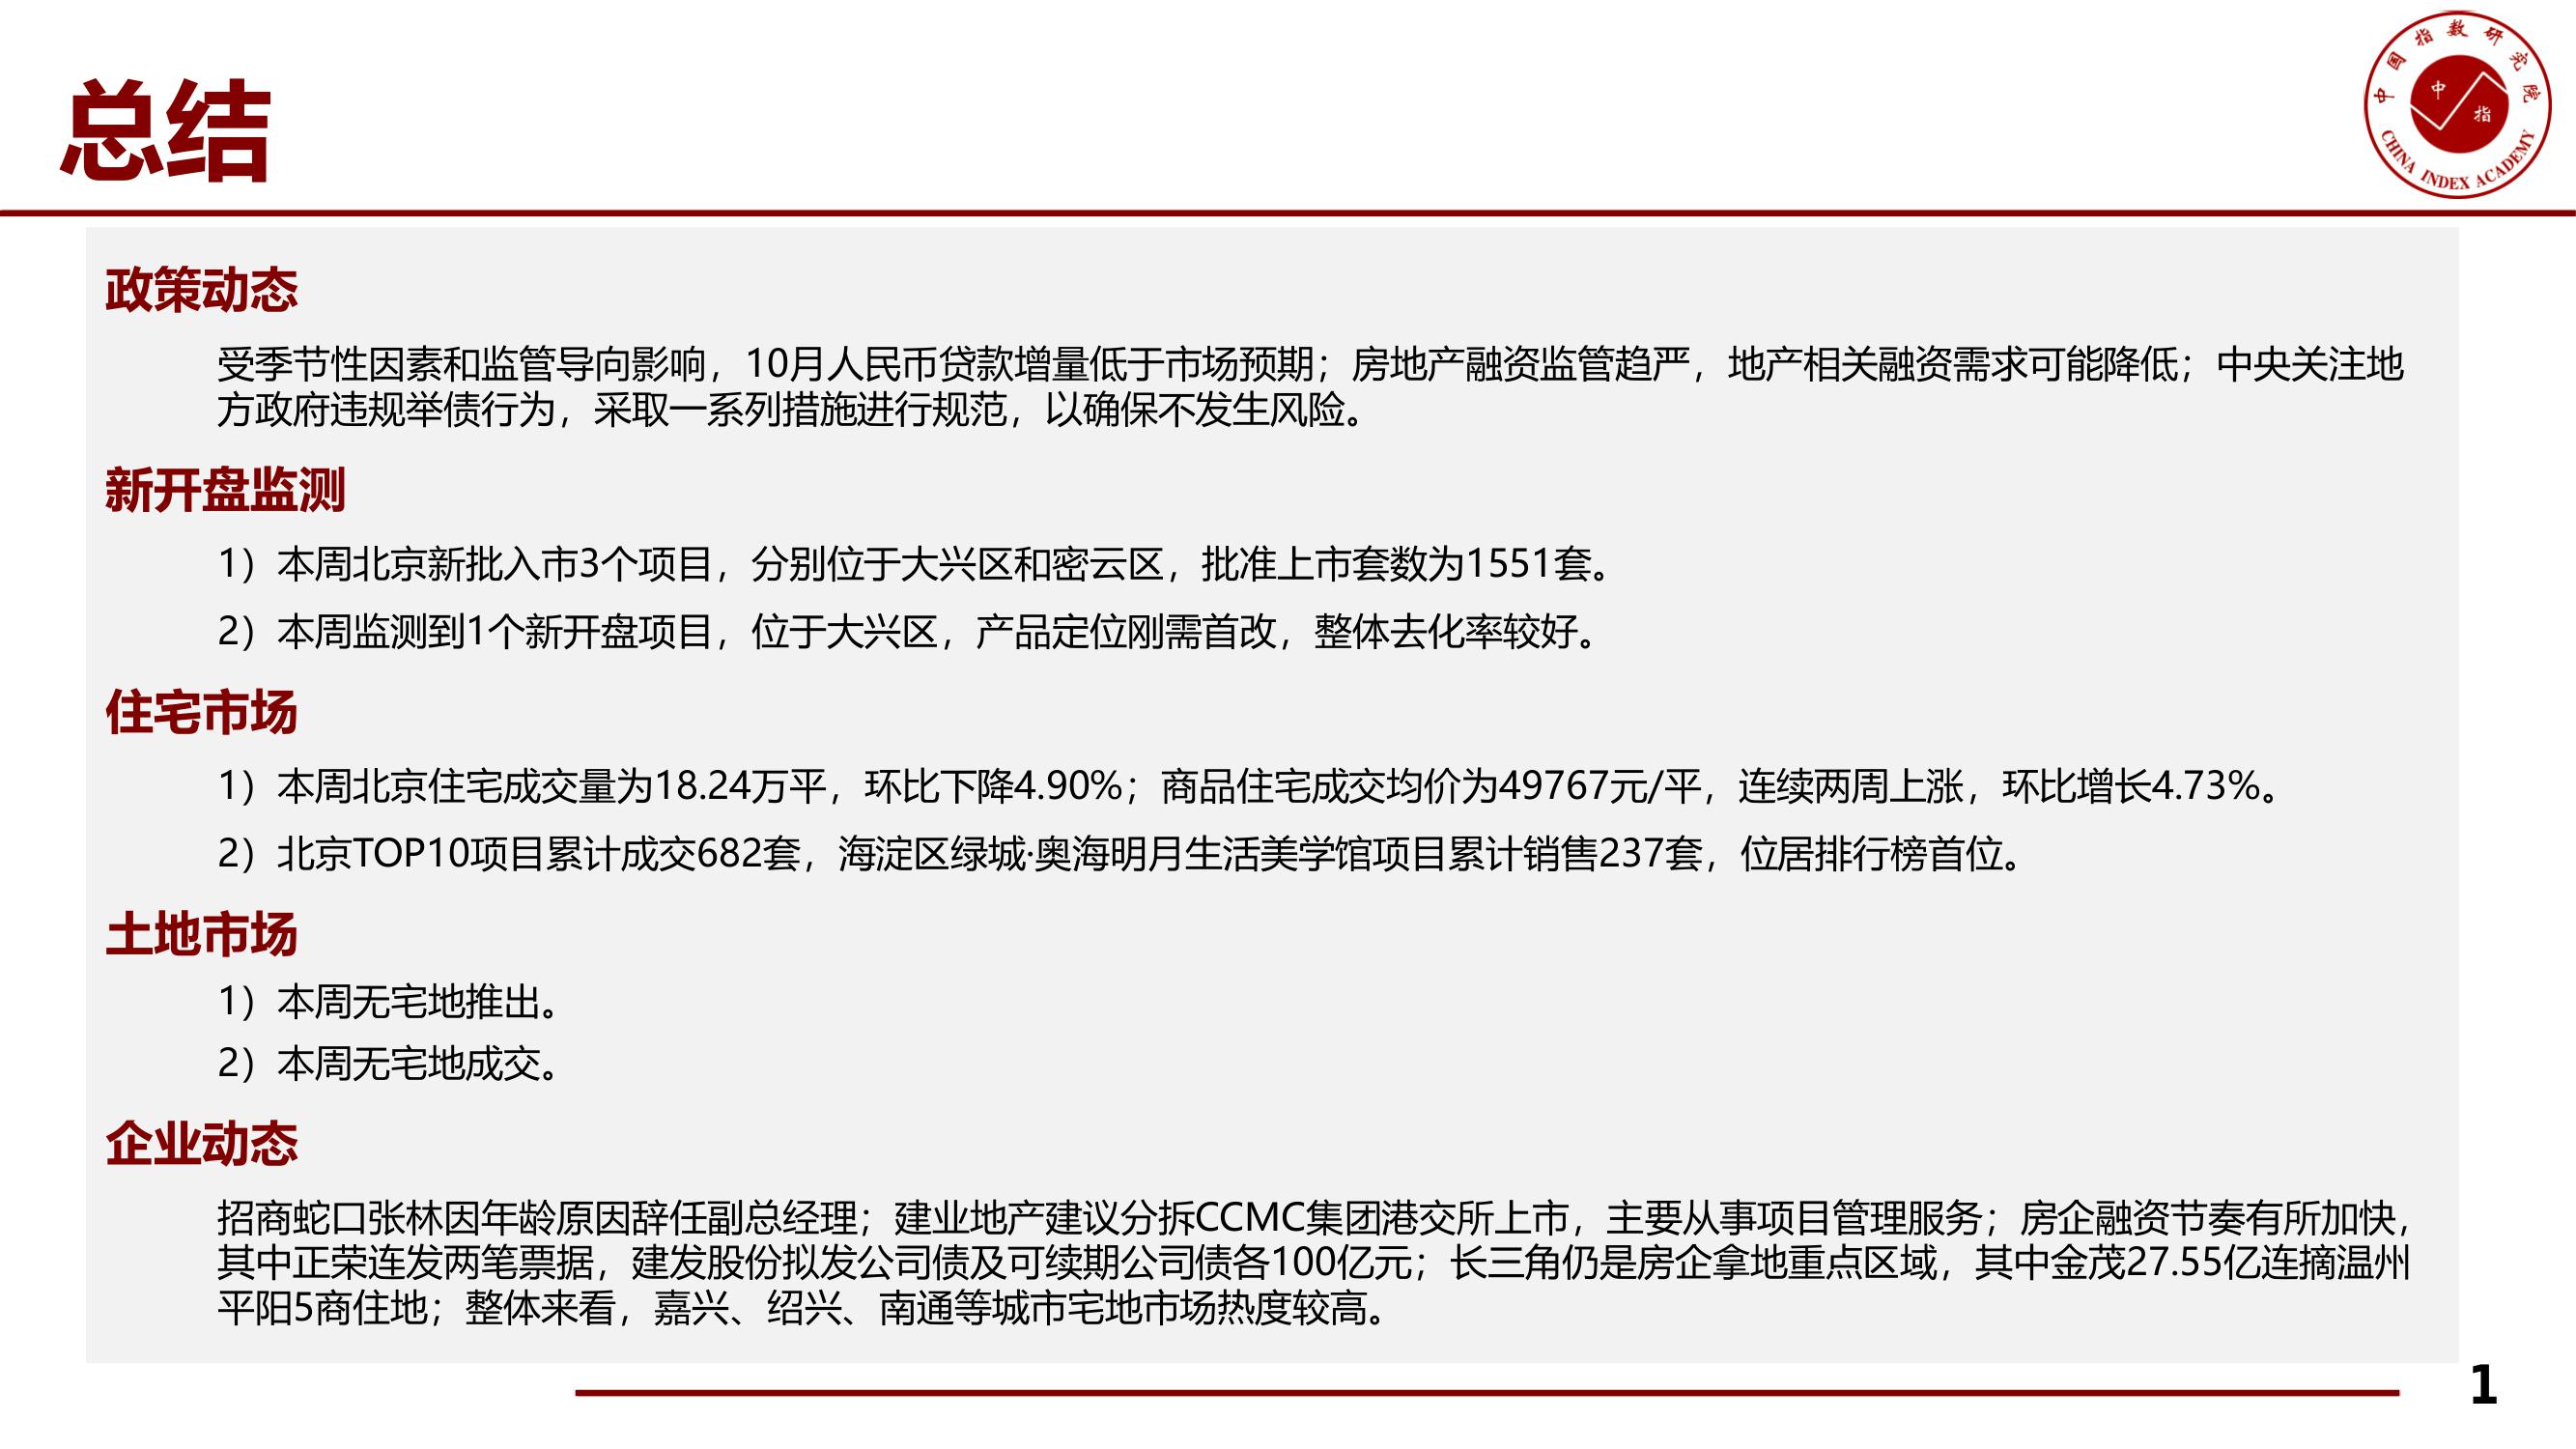 总结
中国指数研究院
中指
CHINA INDEX ACADEMY
政策动态
受季节性因素和监管导向影响，10月人民币贷款增量低于市场预期；房地产融资监管趋严，地产相关融资需求可能降低；中央关注地
方政府违规举债行为，采取一系列措施进行规范，以确保不发生风险。
新开盘监测
1）本周北京新批入市3个项目，分别位于大兴区和密云区，批准上市套数为1551套。
2）本周监测到1个新开盘项目，位于大兴区，产品定位刚需首改，整体去化率较好。
住宅市场
1）本周北京住宅成交量为18.24万平，环比下降4.90%；商品住宅成交均价为49767元/平，连续两周上涨，环比增长4.73%。
2）北京TOP10项目累计成交682套，海淀区绿城·奥海明月生活美学馆项目累计销售237套，位居排行榜首位。
土地市场
1）本周无宅地推出。
2）本周无宅地成交。
企业动态
招商蛇口张林因年龄原因辞任副总经理；建业地产建议分拆CCMC集团港交所上市，主要从事项目管理服务；房企融资节奏有所加快，
其中正荣连发两笔票据，建发股份拟发公司债及可续期公司债各100亿元；长三角仍是房企拿地重点区域，其中金茂27.55亿连摘温州
平阳5商住地；整体来看，嘉兴、绍兴、南通等城市宅地市场热度较高。
1